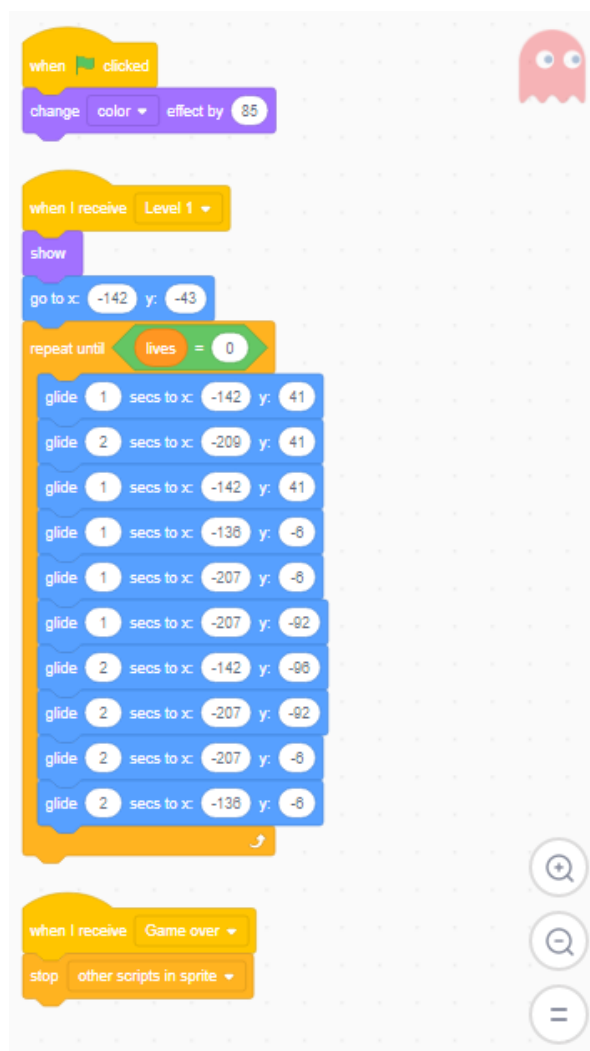 when clicked
change color effect by 85
when I receive Level 1
show
go to x: -142 y: -43
repeat until lives = 0
glide 1 secs to x: -142 y: 41
glide 2 secs to x: -209 y: 41
glide 1 secs to x: -142 y: 41
glide 1 secs to x: -136 y: -6
glide 1 secs to x: -207 y: -6
glide 1 secs to x: -207 y: -92
glide 2 secs to x: -142 y: -96
glide 2 secs to x: -207 y: -92
glide 2 secs to x: -207 y: -6
glide 2 secs to x: -136 y: -6
when I receive Game over
stop other scripts in sprite